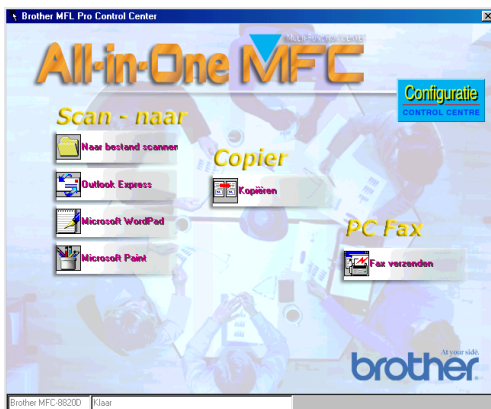 Brother MFL Pro Control Center
MULTI-FUNCTION CENTER
All-in-One MFC
Configuratie
CONTROL CENTRE
Scan - naar
Naar bestand scannen
Outlook Express
Microsoft WordPad
Microsoft Paint
Copier
Kopiëren
PC Fax
Fax verzenden
At your side.
brother
Brother MFC-8820D
Klaar